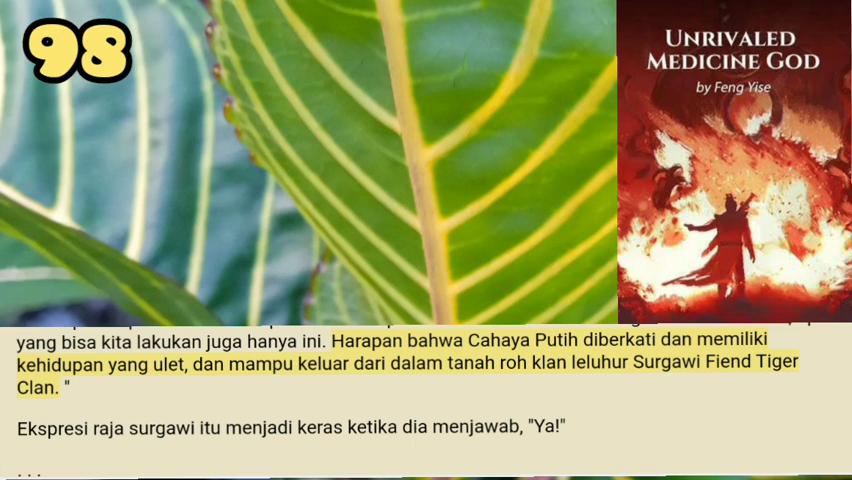 98
UNRIVALED
MEDICINE GOD
by Feng Yise
yang bisa kita lakukan juga hanya ini. Harapan bahwa Cahaya Putih diberkati dan memiliki
kehidupan yang ulet, dan mampu keluar dari dalam tanah roh klan leluhur Surgawi Fiend Tiger
Clan. "
Ekspresi raja surgawi itu menjadi keras ketika dia menjawab, "Ya!"
. . .